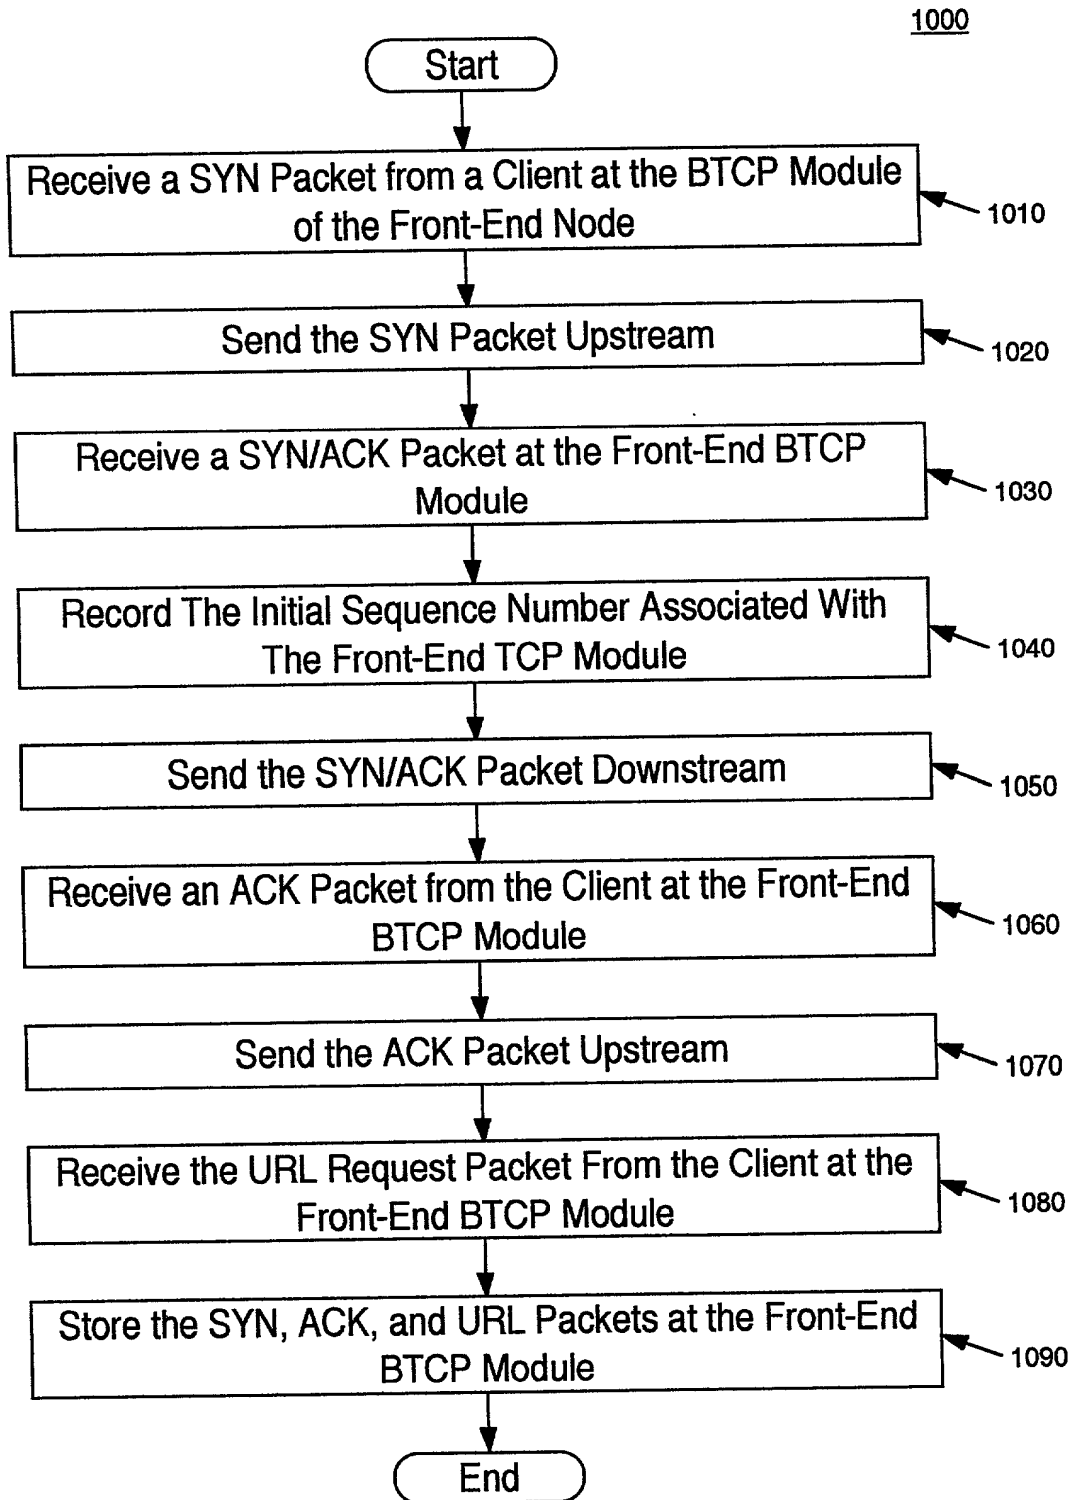 1000
Start
Receive a SYN Packet from a Client at the BTCP Module
of the Front-End Node
1010
Send the SYN Packet Upstream
1020
Receive a SYN/ACK Packet at the Front-End BTCP
Module
1030
Record The Initial Sequence Number Associated With
The Front-End TCP Module
1040
Send the SYN/ACK Packet Downstream
1050
Receive an ACK Packet from the Client at the Front-End
BTCP Module
1060
Send the ACK Packet Upstream
1070
Receive the URL Request Packet From the Client at the
Front-End BTCP Module
1080
Store the SYN, ACK, and URL Packets at the Front-End
BTCP Module
1090
End